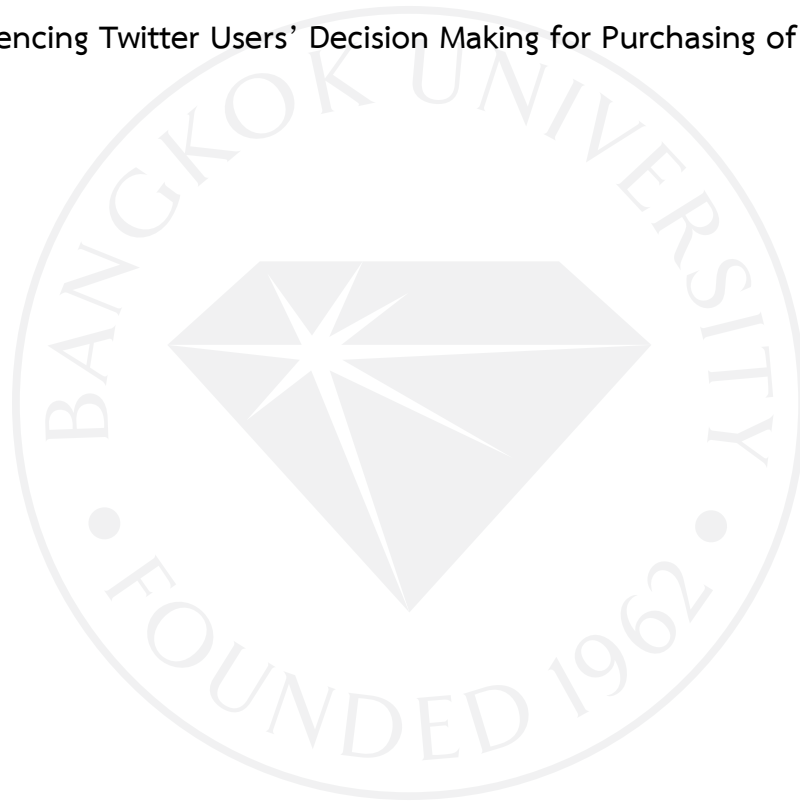 encing Twitter Users’ Decision Making for Purchasing of
BANGKOK UNIVERSITY
FOUNDED 1962